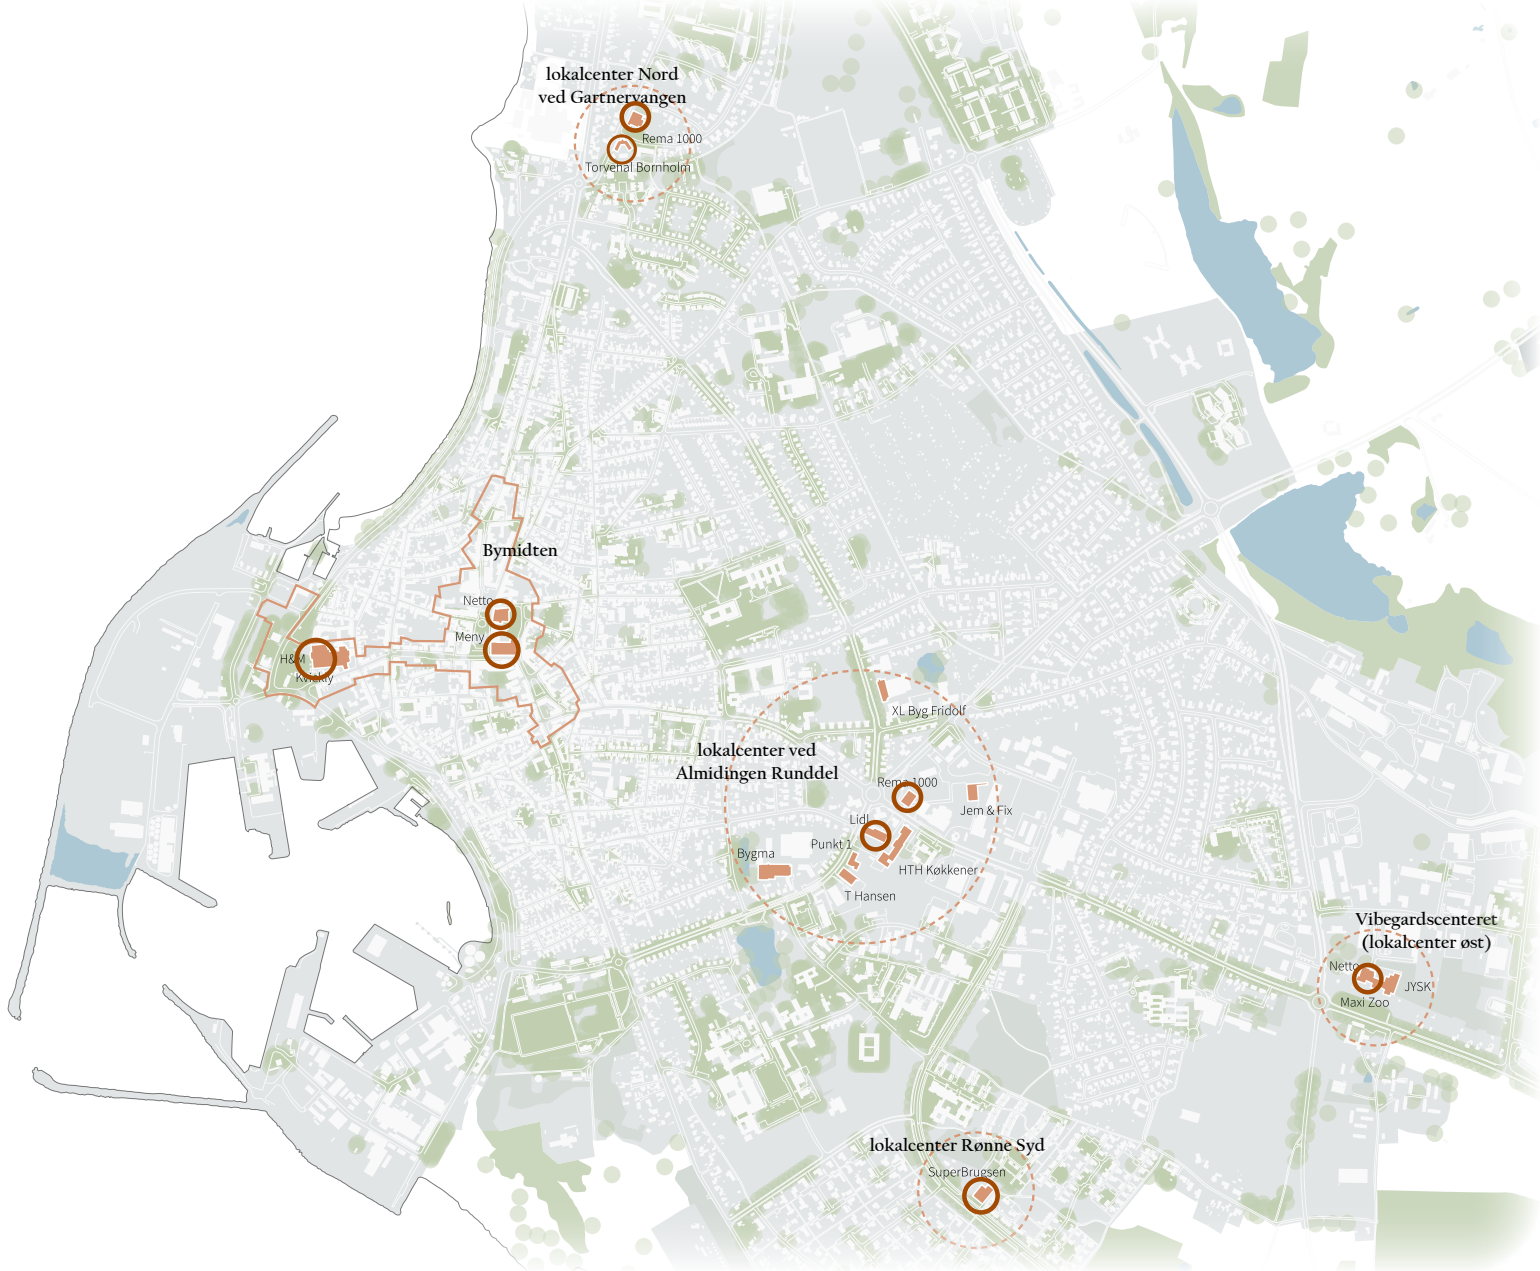 lokalcenter Nord
ved Gartnervangen
Rema 1000
Torvehal Bornholm
Bymidten
Netto
Meny
H&M
Kvickly
XL Byg Fridolf
lokalcenter ved
Almidingen Runddel
Rema 1000
Jem & Fix
Lidl
Punkt 1
Bygma
HTH Køkkener
T Hansen
Vibegardscenteret
(lokalcenter øst)
Netto
JYSK
Maxi Zoo
lokalcenter Rønne Syd
SuperBrugsen